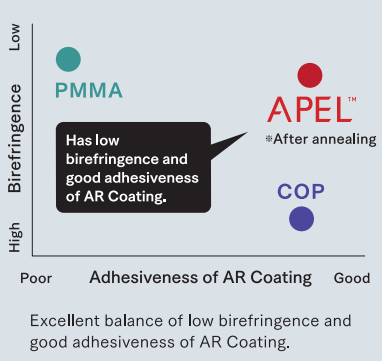 Low
PMMA
APEL™
※After annealing
Has low
birefringence and
good adhesiveness
of AR Coating.
Birefringence
COP
High
Poor
Adhesiveness of AR Coating
Good
Excellent balance of low birefringence and
good adhesiveness of AR Coating.